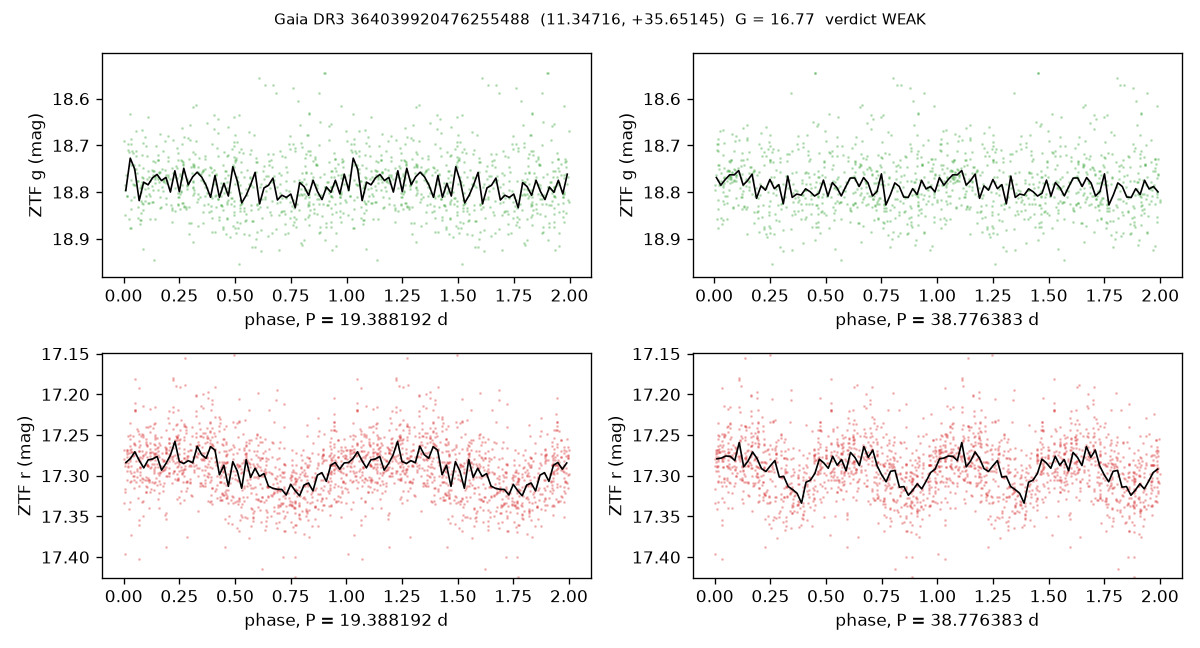 Gaia DR3 364039920476255488 (11.34716, +35.65145) G = 16.77 verdict WEAK
ZTF g (mag)
18.6
18.7
18.8
18.9
0.00 0.25 0.50 0.75 1.00 1.25 1.50 1.75 2.00
phase, P = 19.388192 d
ZTF g (mag)
18.6
18.7
18.8
18.9
0.00 0.25 0.50 0.75 1.00 1.25 1.50 1.75 2.00
phase, P = 38.776383 d
ZTF r (mag)
17.15
17.20
17.25
17.30
17.35
17.40
0.00 0.25 0.50 0.75 1.00 1.25 1.50 1.75 2.00
phase, P = 19.388192 d
ZTF r (mag)
17.15
17.20
17.25
17.30
17.35
17.40
0.00 0.25 0.50 0.75 1.00 1.25 1.50 1.75 2.00
phase, P = 38.776383 d